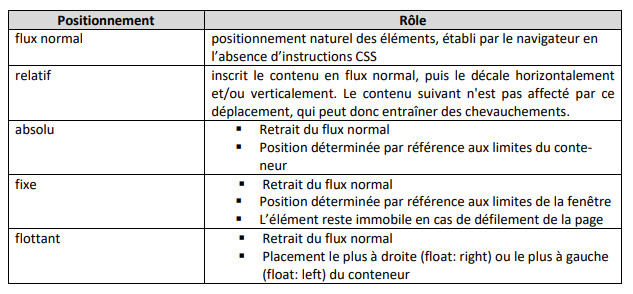 Positionnement Rôle
flux normal positionnement naturel des éléments, établi par le navigateur en
l'absence d'instructions CSS
relatif inscrit le contenu en flux normal, puis le décale horizontalement
et/ou verticalement. Le contenu suivant n'est pas affecté par ce
déplacement, qui peut donc entraîner des chevauchements.
absolu ▪ Retrait du flux normal
▪ Position déterminée par référence aux limites du conte-
neur
fixe ▪ Retrait du flux normal
▪ Position déterminée par référence aux limites de la fenêtre
▪ L'élément reste immobile en cas de défilement de la page
flottant ▪ Retrait du flux normal
▪ Placement le plus à droite (float: right) ou le plus à gauche
(float: left) du conteneur